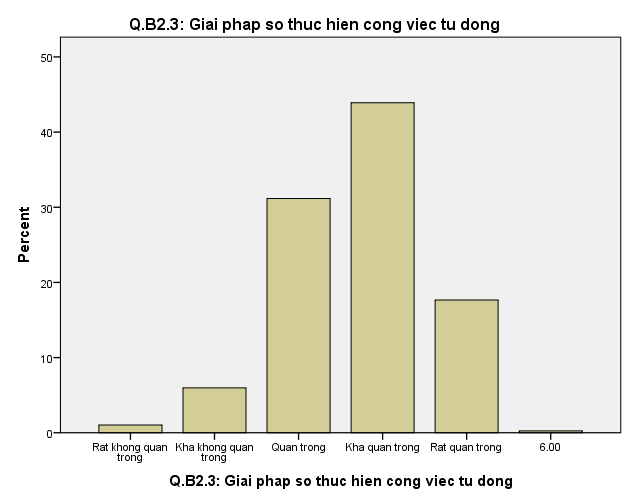 Q.B2.3: Giai phap so thuc hien cong viec tu dong
50
40
30
20
10
0
Percent
Rat khong quan trong
Kha khong quan trong
Quan trong
Kha quan trong
Rat quan trong
6.00
Q.B2.3: Giai phap so thuc hien cong viec tu dong